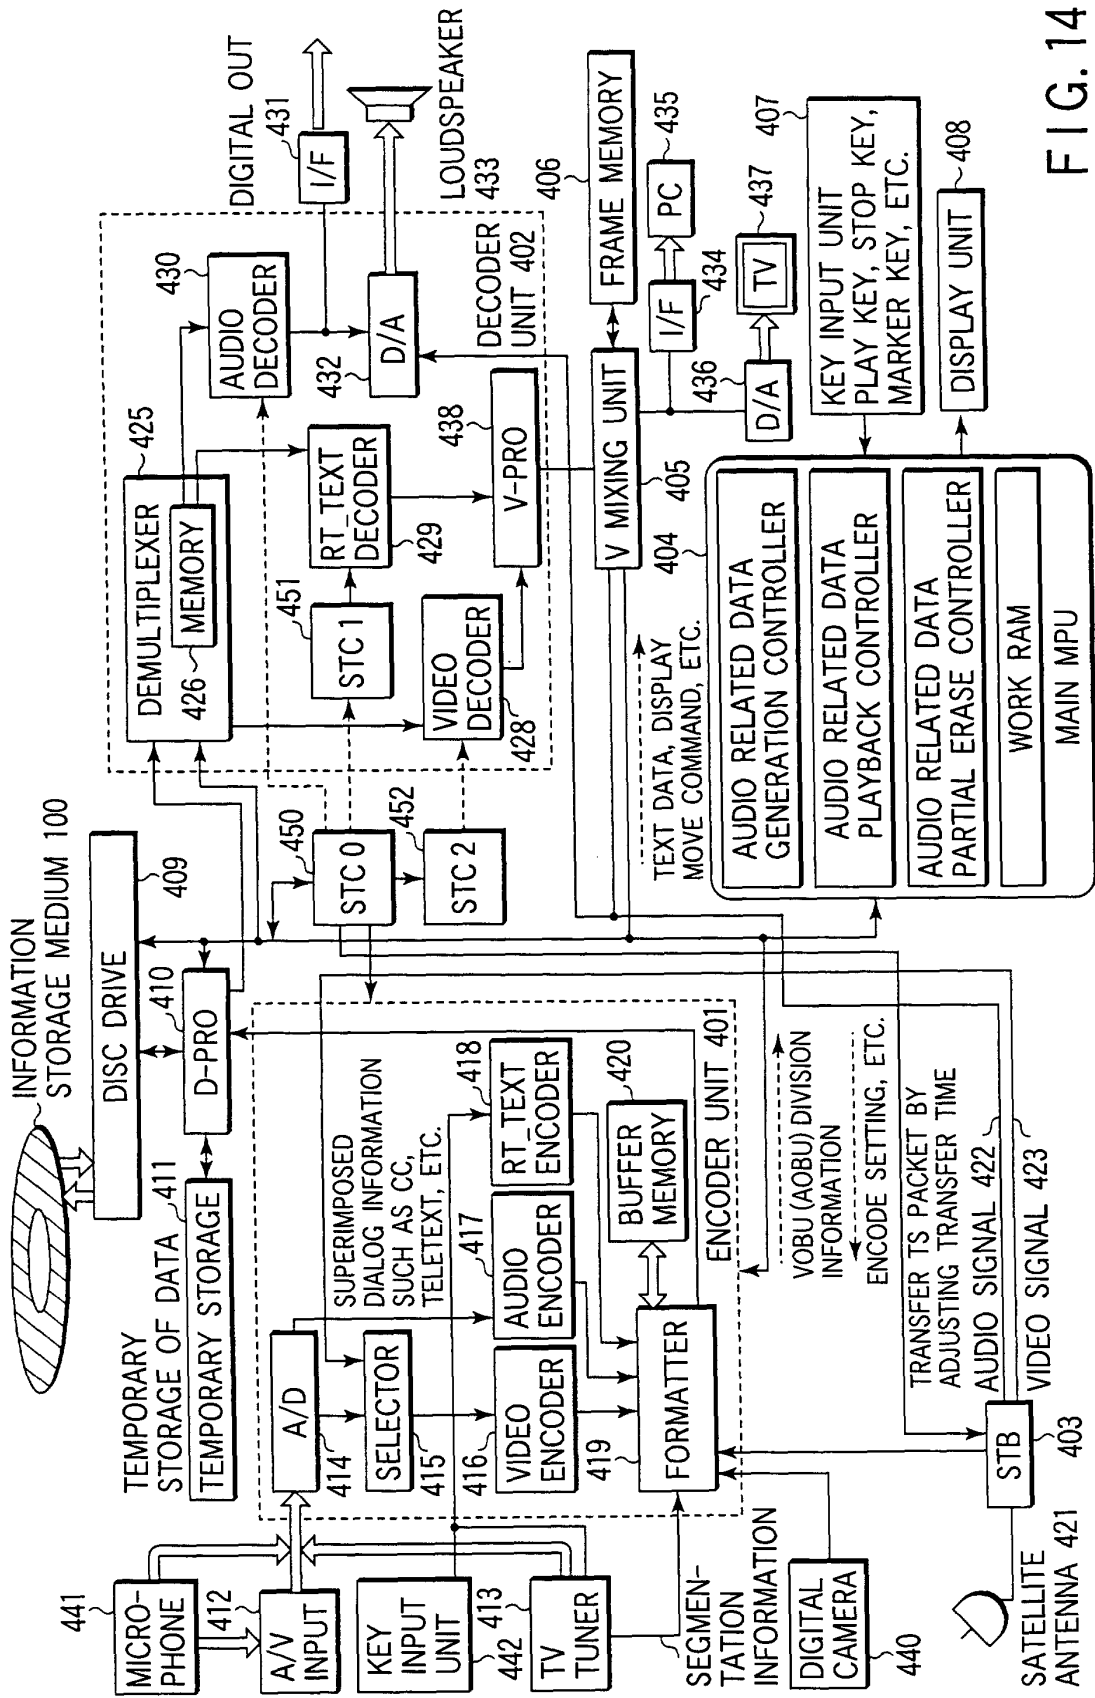 INFORMATION
STORAGE MEDIUM 100
DISC DRIVE
409
TEMPORARY
STORAGE OF DATA
411
TEMPORARY STORAGE
D-PRO
410
STC 0
450
STC 2
452
DEMULTIPLEXER
425
426
MEMORY
STC 1
451
RT_TEXT
DECODER
429
VIDEO
DECODER
428
AUDIO
DECODER
430
432
D/A
V-PRO
438
DECODER
UNIT 402
DIGITAL OUT
I/F
431
LOUDSPEAKER
433
441
MICRO-
PHONE
412
A/V
INPUT
KEY
INPUT
UNIT
442
413
TV
TUNER
SEGMEN-
TATION
INFORMATION
DIGITAL
CAMERA
440
SATELLITE
ANTENNA 421
A/D
414
SELECTOR
415
SUPERIMPOSED
DIALOG INFORMATION
SUCH AS CC,
TELETEXT, ETC.
416
VIDEO
ENCODER
417
AUDIO
ENCODER
418
RT_TEXT
ENCODER
419
FORMATTER
BUFFER
MEMORY
420
ENCODER UNIT 401
VOBU (AOBU) DIVISION
INFORMATION
ENCODE SETTING, ETC.
TRANSFER TS PACKET BY
ADJUSTING TRANSFER TIME
AUDIO SIGNAL 422
VIDEO SIGNAL 423
STB
403
TEXT DATA, DISPLAY
MOVE COMMAND, ETC.
V MIXING UNIT
405
406
FRAME MEMORY
I/F
434
PC
435
436
D/A
TV
437
404
AUDIO RELATED DATA
GENERATION CONTROLLER
AUDIO RELATED DATA
PLAYBACK CONTROLLER
AUDIO RELATED DATA
PARTIAL ERASE CONTROLLER
WORK RAM
MAIN MPU
407
KEY INPUT UNIT
PLAY KEY, STOP KEY,
MARKER KEY, ETC.
DISPLAY UNIT
408
FIG. 14